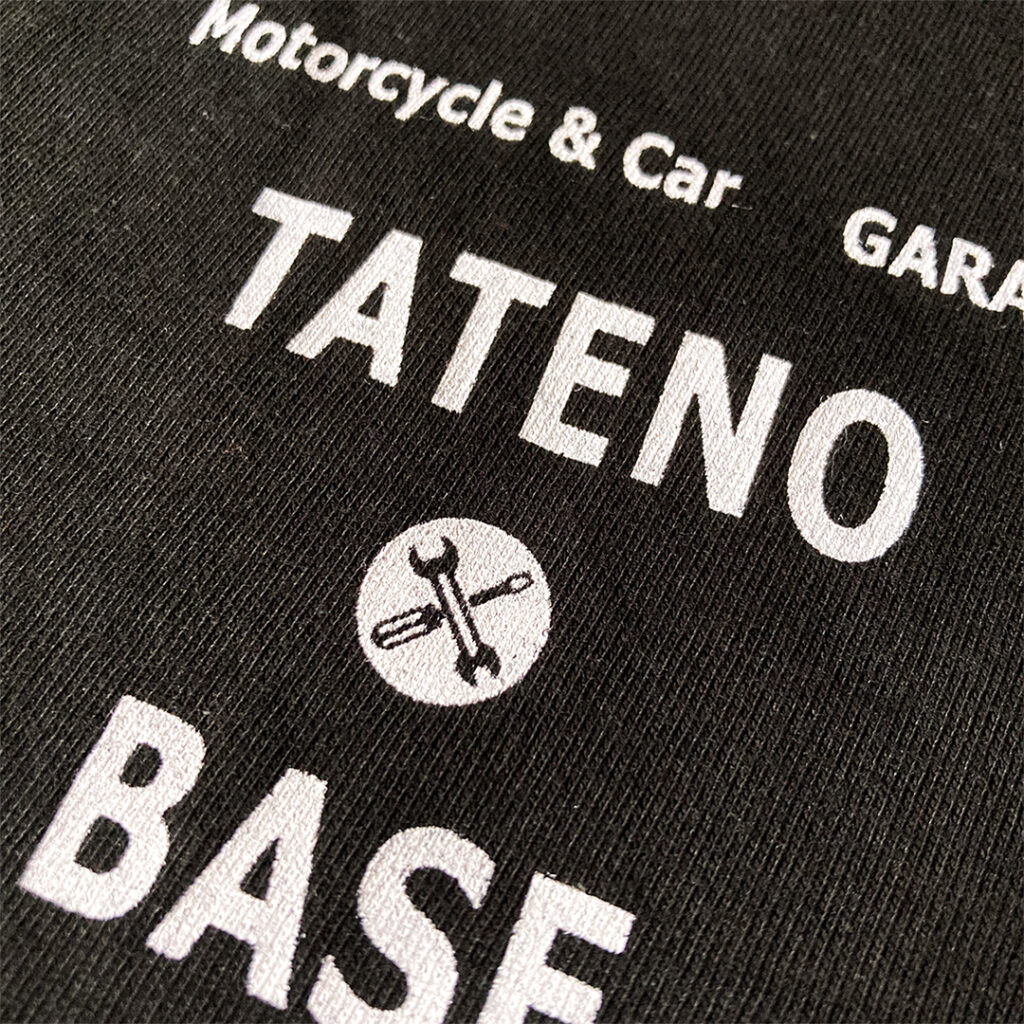 Motorcycle & Car GARA
TATENO
BASE